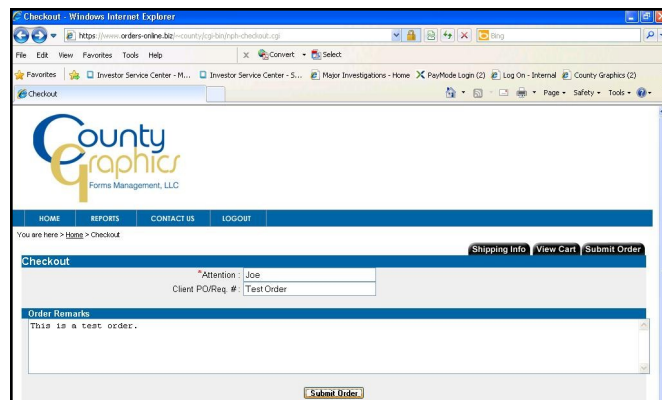 Checkout - Windows Internet Explorer
https://www.orders-online.biz/~county/cgi-bin/nph-checkout.cgi
Bing
File Edit View Favorites Tools Help
X Convert Select
Favorites Investor Service Center - M... Investor Service Center - S... Major Investigations - Home PayMode Login (2) Log On - Internal County Graphics (2)
Checkout
Page Safety Tools
County
Graphics
Forms Management, LLC
HOME REPORTS CONTACT US LOGOUT
You are here > Home > Checkout
Shipping Info View Cart Submit Order
Checkout
*Attention : Joe
Client PO/Req. # : Test Order
Order Remarks
This is a test order.
Submit Order